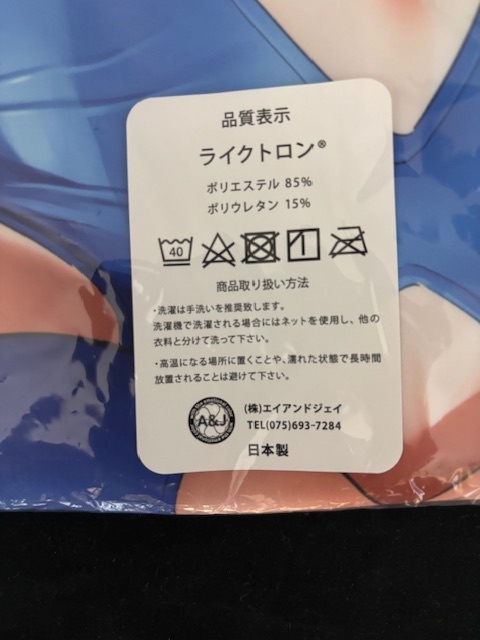 品質表示
ライクトロン®
ポリエステル 85%
ポリウレタン 15%
40
商品取り扱い方法
・洗濯は手洗いを推奨致します。
洗濯機で洗濯される場合にはネットを使用し、他の
衣料と分けて洗って下さい。
・高温になる場所に置くことや、濡れた状態で長時間
放置されることは避けて下さい。
A&J
(株)エイアンドジェイ
TEL(075)693-7284
日本製